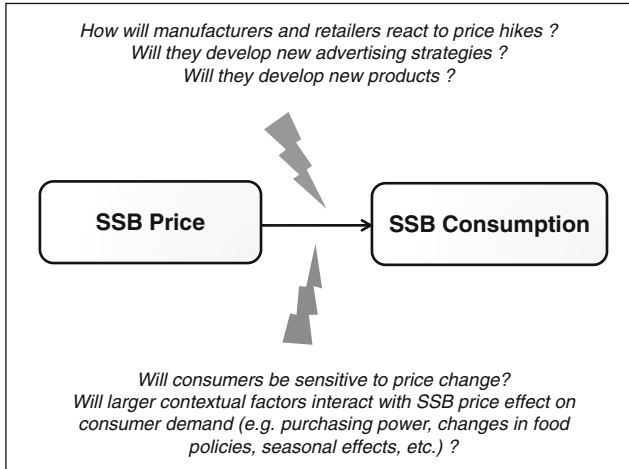 How will manufacturers and retailers react to price hikes ?
Will they develop new advertising strategies ?
Will they develop new products ?
SSB Price
SSB Consumption
Will consumers be sensitive to price change?
Will larger contextual factors interact with SSB price effect on
consumer demand (e.g. purchasing power, changes in food
policies, seasonal effects, etc.) ?